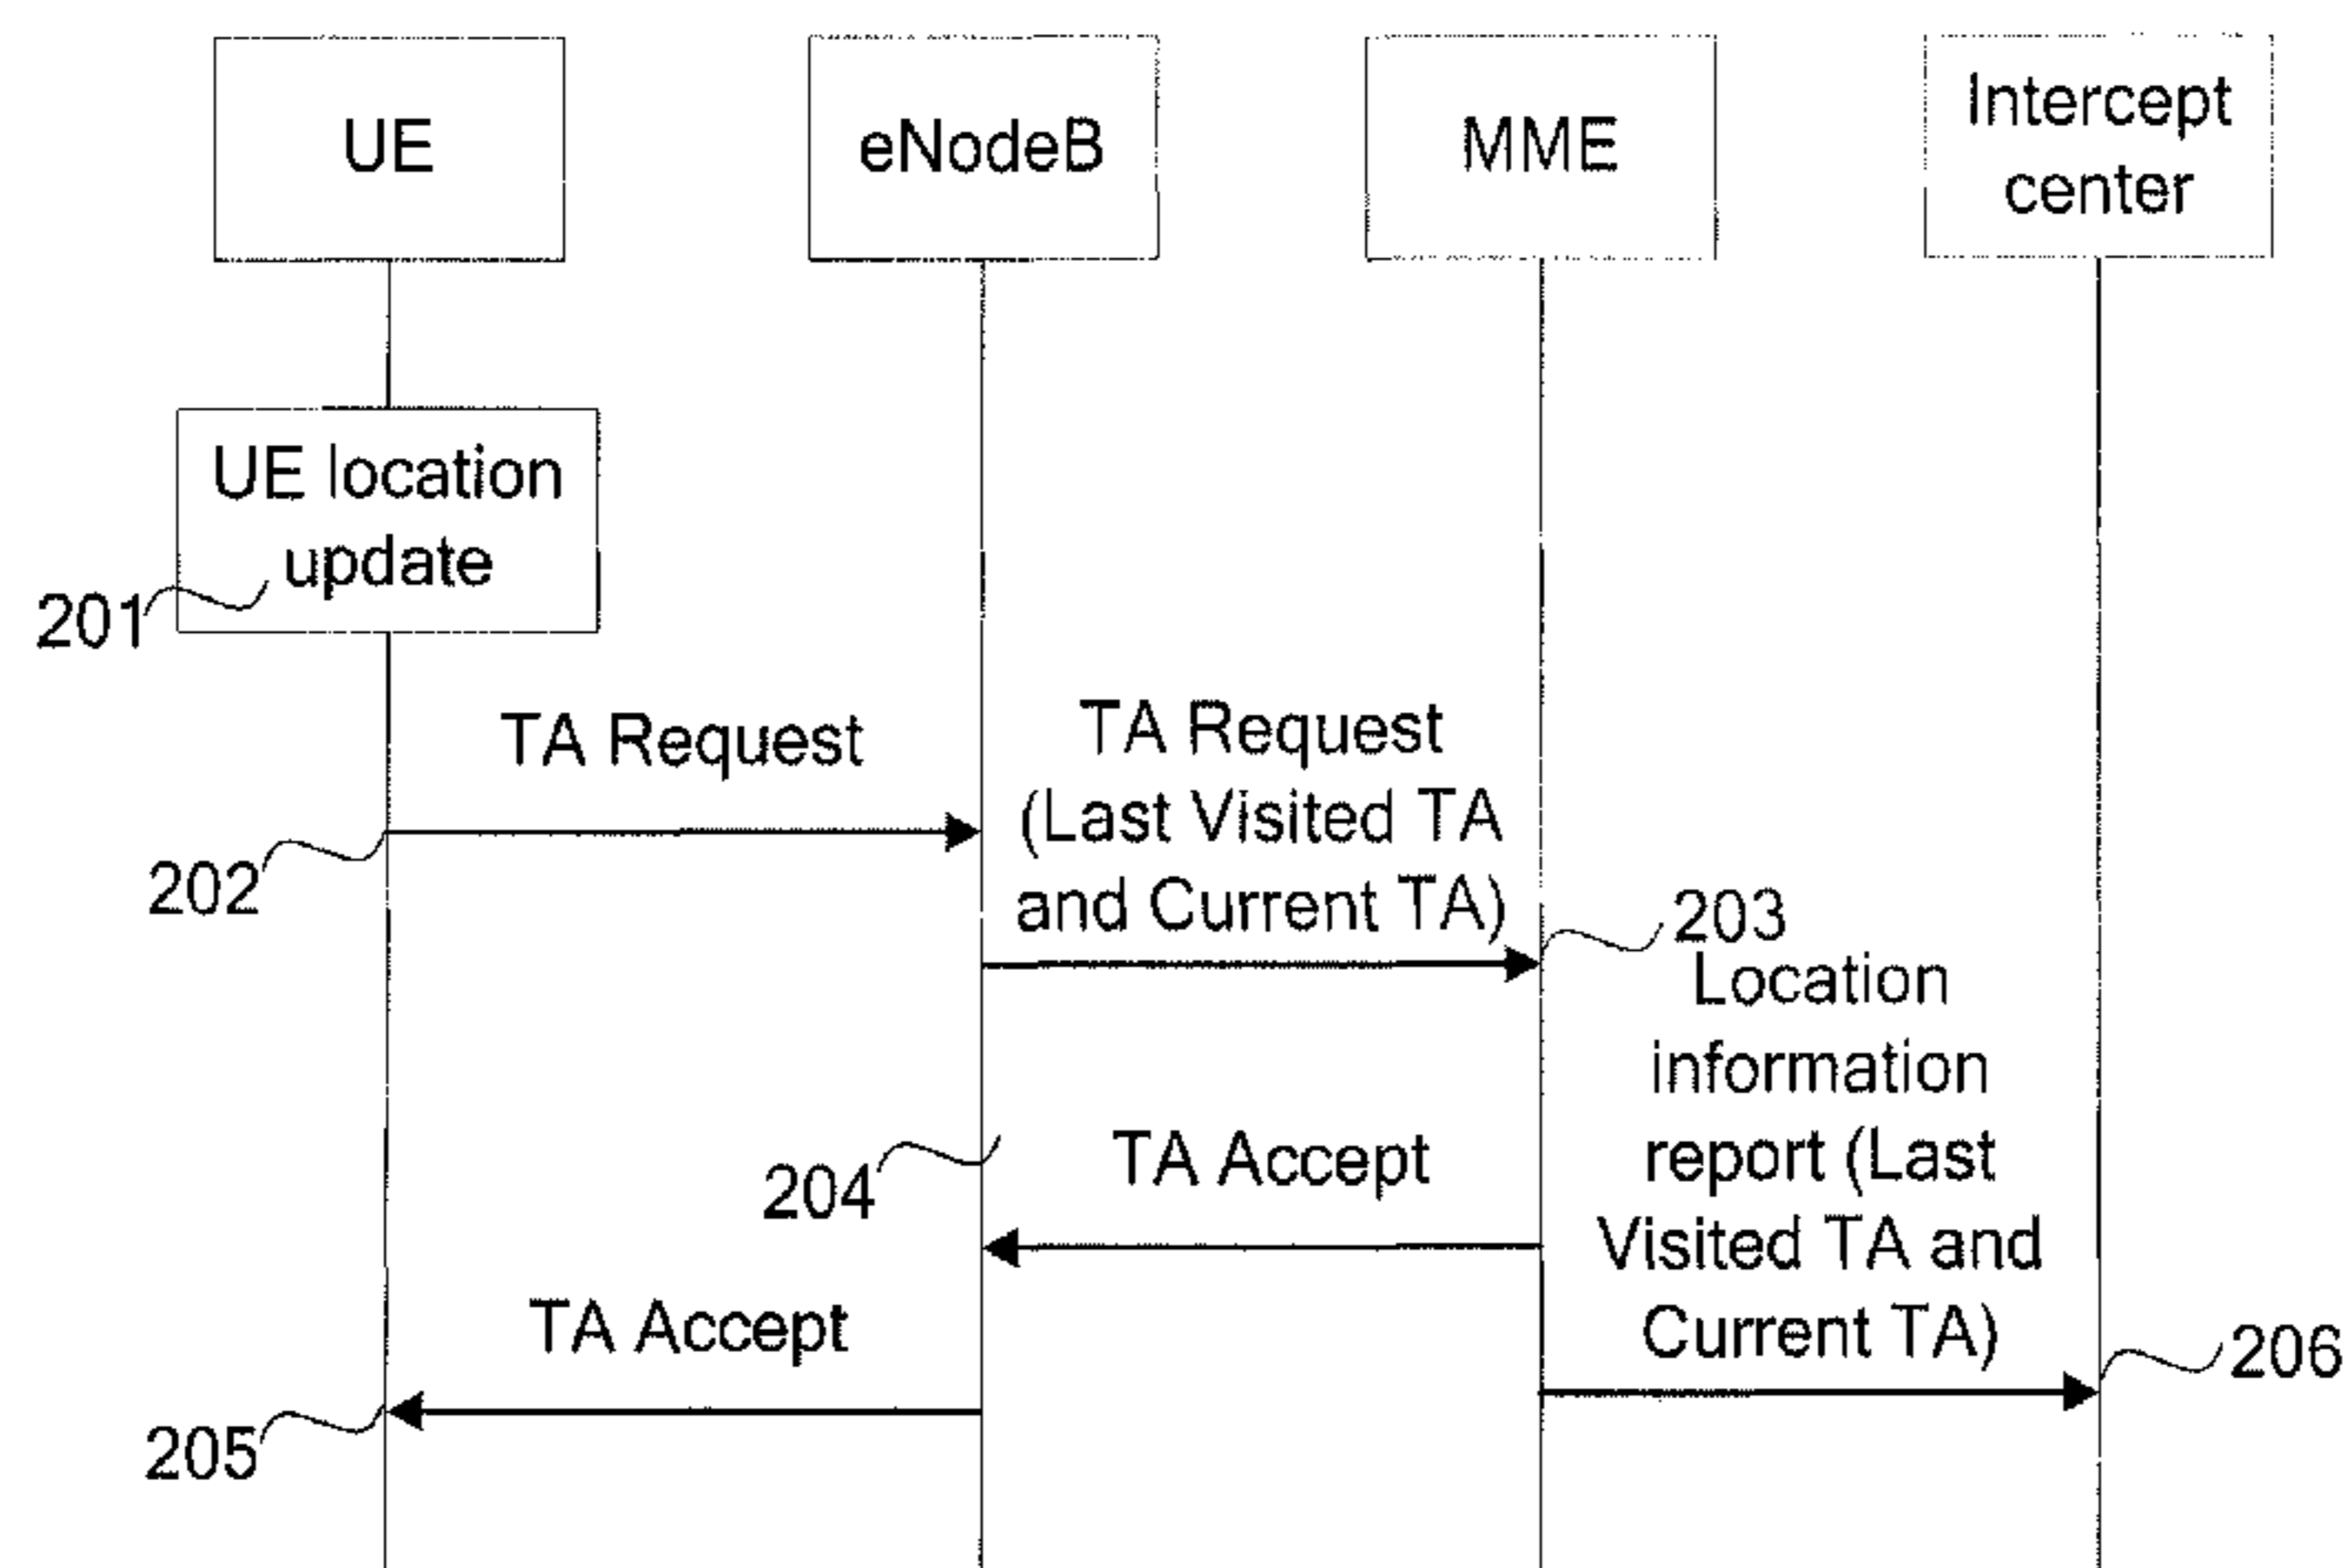 UE
eNodeB
MME
Intercept
center
UE location
update
201
TA Request
202
TA Request
(Last Visited TA
and Current TA)
203
Location
information
report (Last
Visited TA and
Current TA)
204
TA Accept
TA Accept
205
206